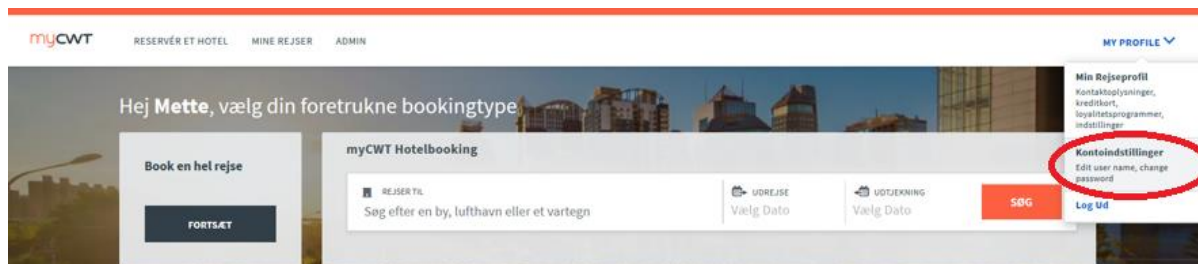 myCWT
RESERVÉR ET HOTEL MINE REJSER ADMIN
MY PROFILE
Min Rejseprofil
Kontaktoplysninger,
kreditkort,
loyalitetsprogrammer,
indstillinger
Kontoindstillinger
Edit user name, change
password
Log Ud
Hej Mette, vælg din foretrukne bookingtype
Book en hel rejse
FORTSÆT
myCWT Hotelbooking
REJSER TIL
Søg efter en by, lufthavn eller et vartegn
UDREJSE
Vælg Dato
UDTJEKNING
Vælg Dato
SØG